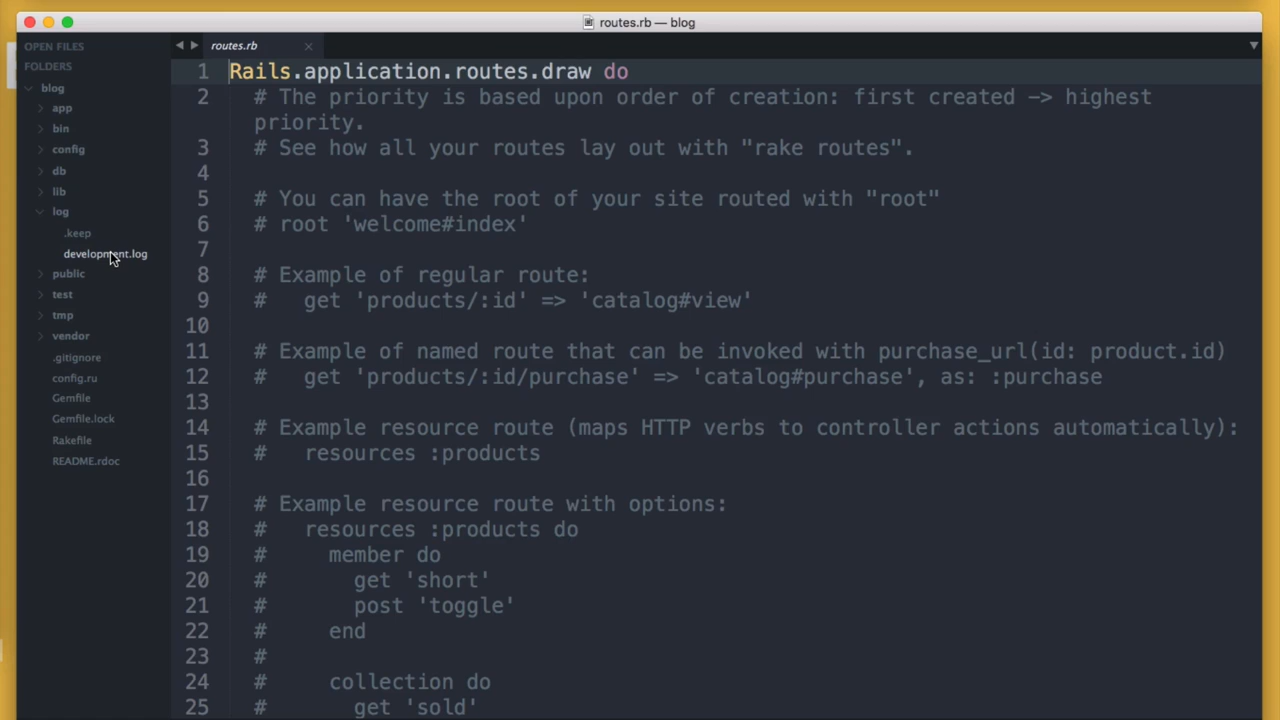 routes.rb — blog
OPEN FILES
FOLDERS
blog
app
bin
config
db
lib
log
.keep
development.log
public
test
tmp
vendor
.gitignore
config.ru
Gemfile
Gemfile.lock
Rakefile
README.rdoc
routes.rb
1 Rails.application.routes.draw do
2   # The priority is based upon order of creation: first created -> highest
priority.
3   # See how all your routes lay out with "rake routes".
4
5   # You can have the root of your site routed with "root"
6   # root 'welcome#index'
7
8   # Example of regular route:
9   #   get 'products/:id' => 'catalog#view'
10
11   # Example of named route that can be invoked with purchase_url(id: product.id)
12   #   get 'products/:id/purchase' => 'catalog#purchase', as: :purchase
13
14   # Example resource route (maps HTTP verbs to controller actions automatically):
15   #   resources :products
16
17   # Example resource route with options:
18   #   resources :products do
19   #     member do
20   #       get 'short'
21   #       post 'toggle'
22   #     end
23   #
24   #     collection do
25   #       get 'sold'